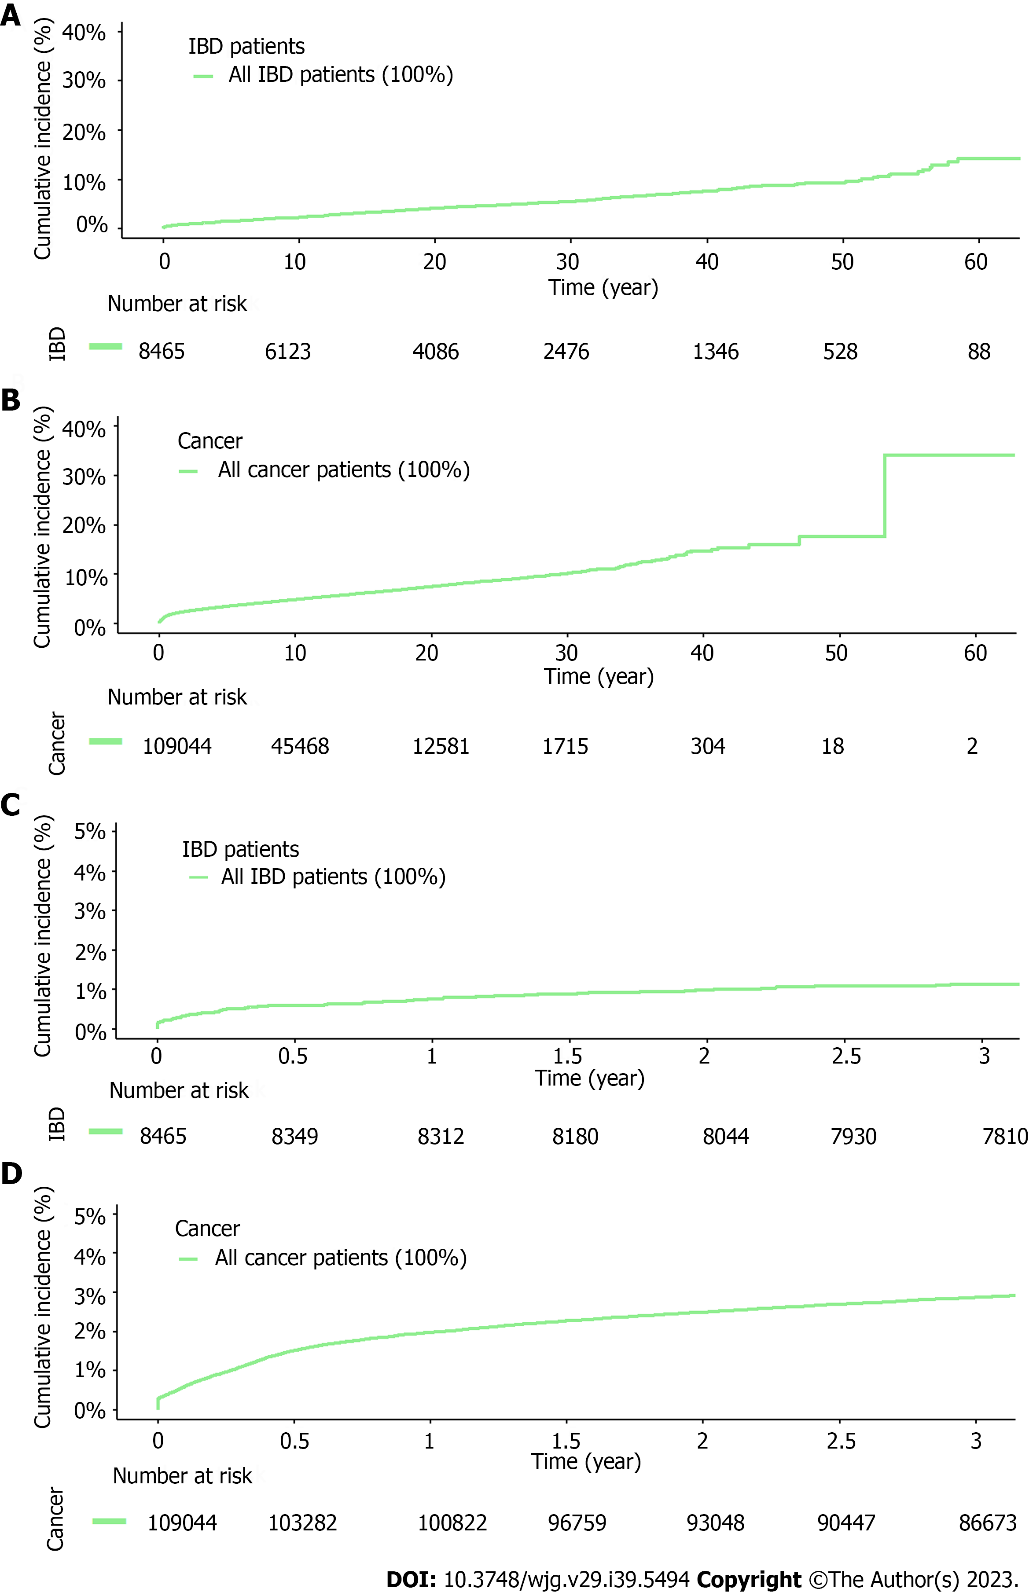 A
Cumulative incidence (%)
40%
30%
20%
10%
0%
IBD patients
All IBD patients (100%)
0 10 20 30 40 50 60
Time (year)
Number at risk
IBD
8465 6123 4086 2476 1346 528 88
B
Cumulative incidence (%)
40%
30%
20%
10%
0%
Cancer
All cancer patients (100%)
0 10 20 30 40 50 60
Time (year)
Number at risk
Cancer
109044 45468 12581 1715 304 18 2
C
Cumulative incidence (%)
5%
4%
3%
2%
1%
0%
IBD patients
All IBD patients (100%)
0 0.5 1 1.5 2 2.5 3
Time (year)
Number at risk
IBD
8465 8349 8312 8180 8044 7930 7810
D
Cumulative incidence (%)
5%
4%
3%
2%
1%
0%
Cancer
All cancer patients (100%)
0 0.5 1 1.5 2 2.5 3
Time (year)
Number at risk
Cancer
109044 103282 100822 96759 93048 90447 86673
DOI: 10.3748/wjg.v29.i39.5494 Copyright ©The Author(s) 2023.